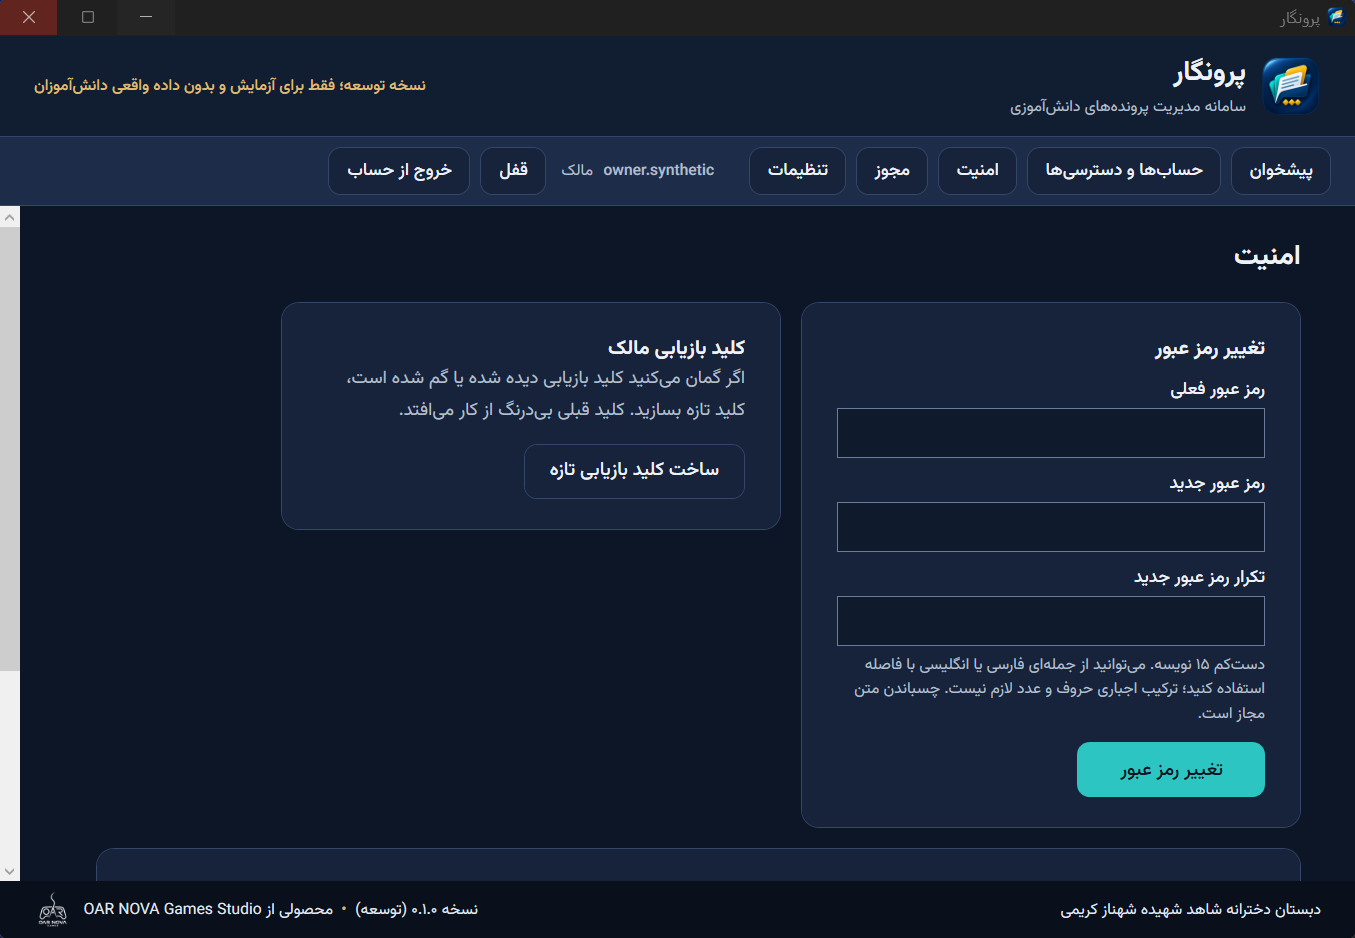 پرونگار
پرونگار
سامانه مدیریت پرونده‌های دانش‌آموزی
نسخه توسعه؛ فقط برای آزمایش و بدون داده واقعی دانش‌آموزان
پیشخوان
حساب‌ها و دسترسی‌ها
امنیت
مجوز
تنظیمات
owner.synthetic مالک
قفل
خروج از حساب
امنیت
تغییر رمز عبور
رمز عبور فعلی
رمز عبور جدید
تکرار رمز عبور جدید
دست‌کم ۱۵ نویسه. می‌توانید از جمله‌ای فارسی یا انگلیسی با فاصله
استفاده کنید؛ ترکیب اجباری حروف و عدد لازم نیست. چسباندن متن
مجاز است.
تغییر رمز عبور
کلید بازیابی مالک
اگر گمان می‌کنید کلید بازیابی دیده شده یا گم شده است،
کلید تازه بسازید. کلید قبلی بی‌درنگ از کار می‌افتد.
ساخت کلید بازیابی تازه
دبستان دخترانه شاهد شهیده شهناز کریمی
نسخه ۰.۱.۰ (توسعه) • محصولی از OAR NOVA Games Studio
OAR NOVA
GAMES